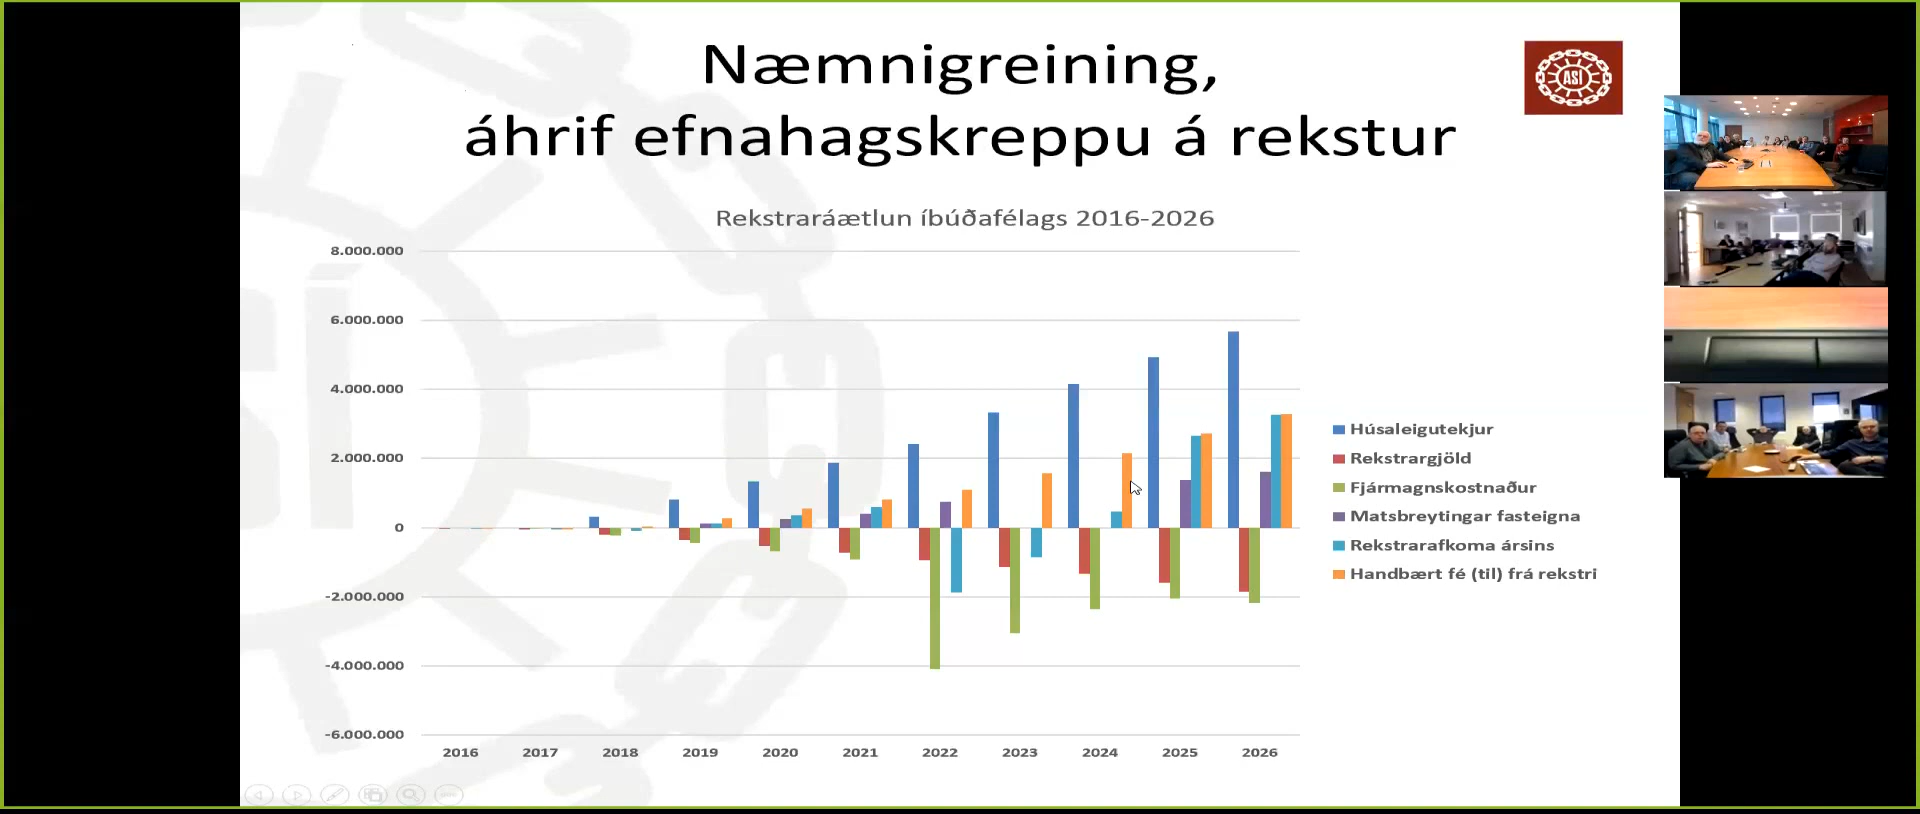 Næmnigreining,
áhrif efnahagskreppu á rekstur
ASÍ
Rekstraráætlun íbúðafélags 2016-2026
8.000.000
6.000.000
4.000.000
2.000.000
0
-2.000.000
-4.000.000
-6.000.000
2016 2017 2018 2019 2020 2021 2022 2023 2024 2025 2026
Húsaleigutekjur
Rekstrargjöld
Fjármagnskostnaður
Matsbreytingar fasteigna
Rekstrarafkoma ársins
Handbært fé (til) frá rekstri